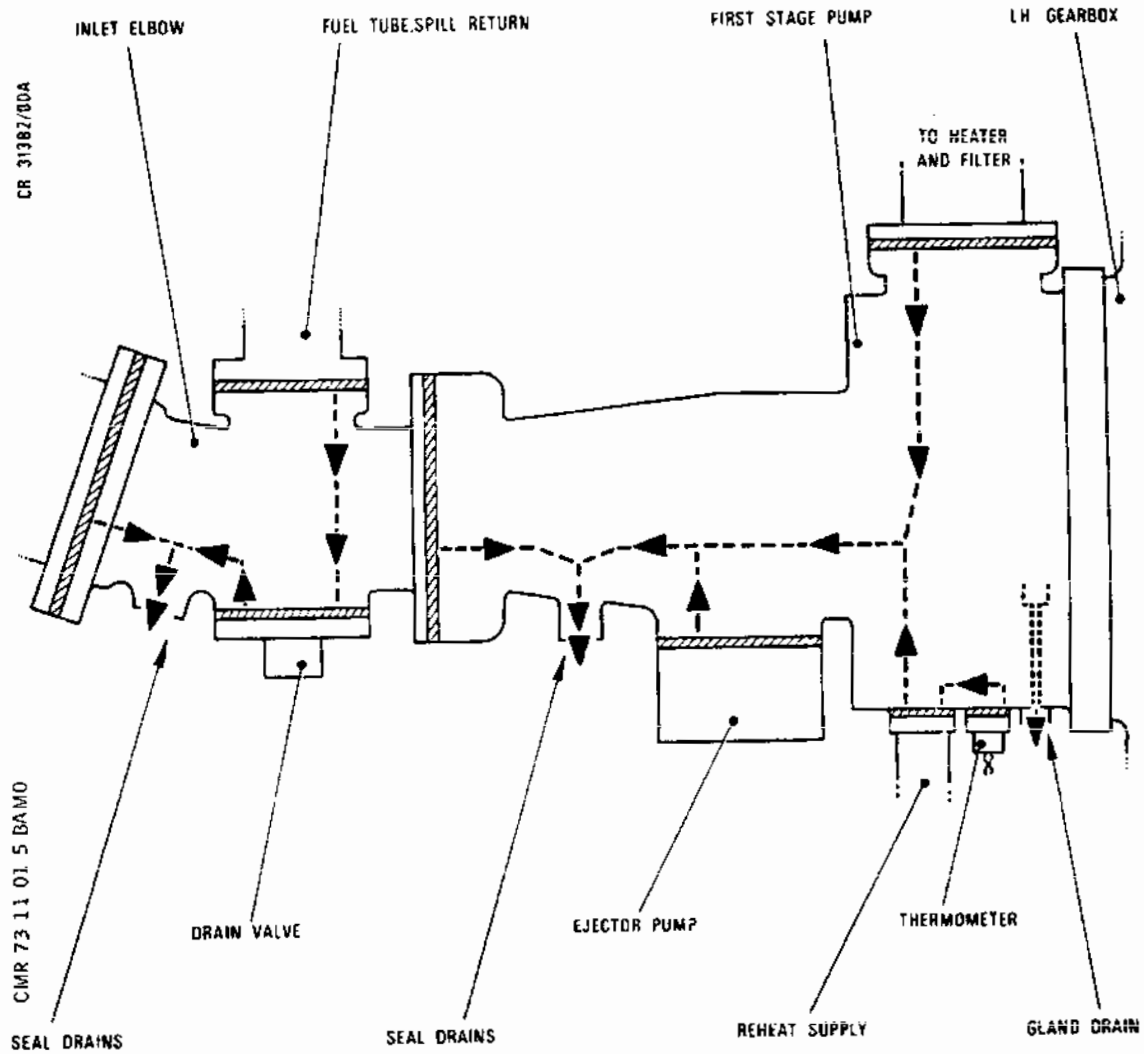 INLET ELBOW
FUEL TUBE.SPILL RETURN
FIRST STAGE PUMP
LH GEARBOX
CR 31382/BDA
TO HEATER
AND FILTER
CMR 73 11 01 5 BAMO
DRAIN VALVE
EJECTOR PUMP
THERMOMETER
SEAL DRAINS
SEAL DRAINS
REHEAT SUPPLY
GLAND DRAIN